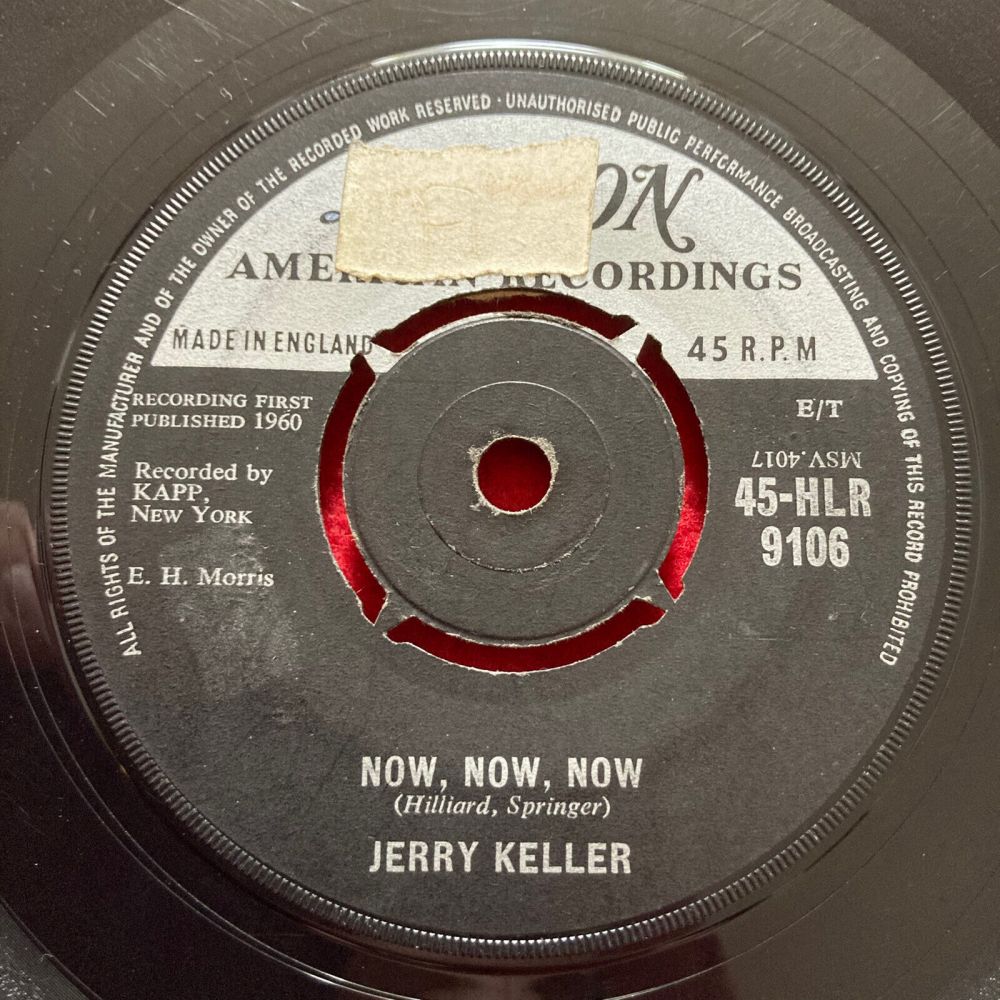 ALL RIGHTS OF THE MANUFACTURER AND OF THE OWNER OF THE RECORDED WORK RESERVED · UNAUTHORISED PUBLIC PERFORMANCE BROADCASTING AND COPYING OF THIS RECORD PROHIBITED
ON
AMERICAN RECORDINGS
MADE IN ENGLAND
45 R.P.M
RECORDING FIRST
PUBLISHED 1960
E/T
MSV.4017
Recorded by
KAPP,
NEW YORK
45-HLR
9106
E. H. Morris
NOW, NOW, NOW
(Hilliard, Springer)
JERRY KELLER